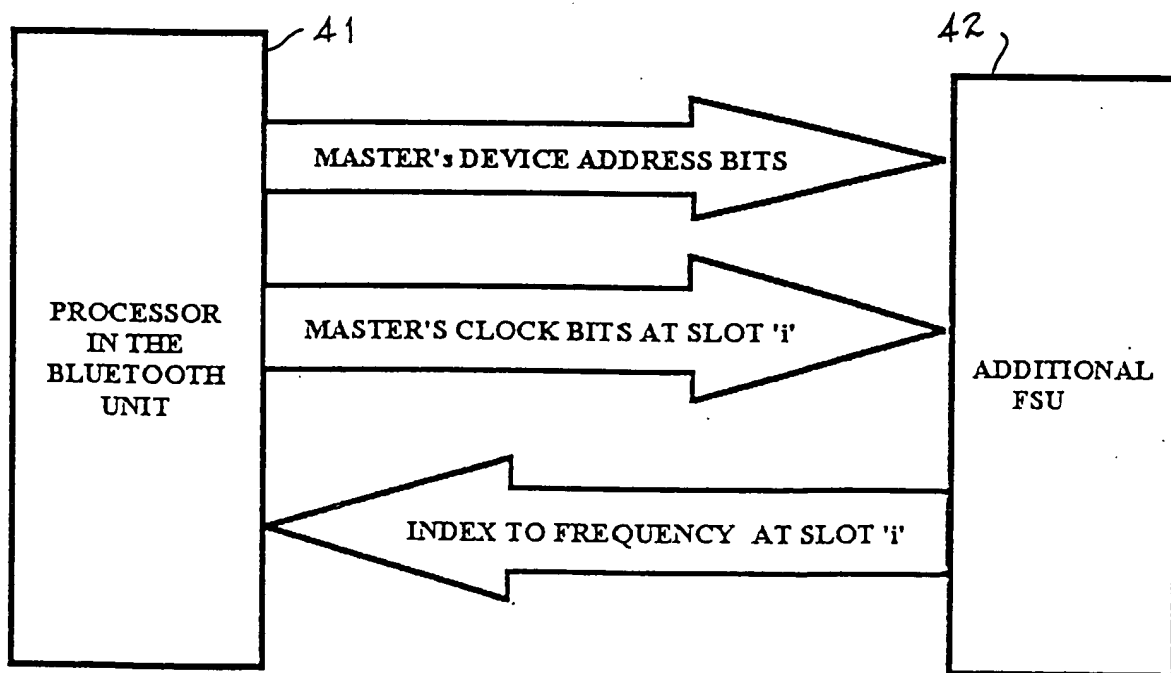 41
42
MASTER's DEVICE ADDRESS BITS
PROCESSOR
IN THE
BLUETOOTH
UNIT
MASTER'S CLOCK BITS AT SLOT 'i'
ADDITIONAL
FSU
INDEX TO FREQUENCY AT SLOT 'i'